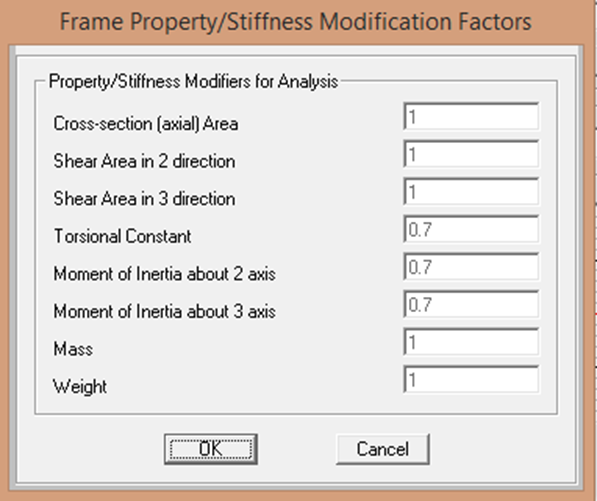 Frame Property/Stiffness Modification Factors
Property/Stiffness Modifiers for Analysis
Cross-section (axial) Area 1
Shear Area in 2 direction 1
Shear Area in 3 direction 1
Torsional Constant 0.7
Moment of Inertia about 2 axis 0.7
Moment of Inertia about 3 axis 0.7
Mass 1
Weight 1
OK Cancel